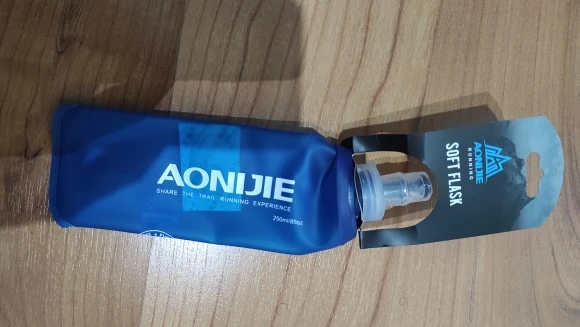 AONIJIE
SHARE THE TRAIL RUNNING EXPERIENCE
250ml/8floz
AONIJIE
RUNNING
SOFT FLASK